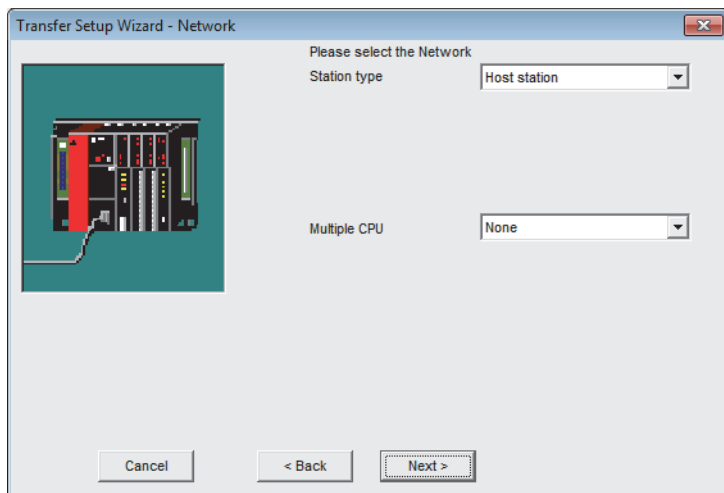 Transfer Setup Wizard - Network
Please select the Network
Station type
Host station
Multiple CPU
None
Cancel
< Back
Next >